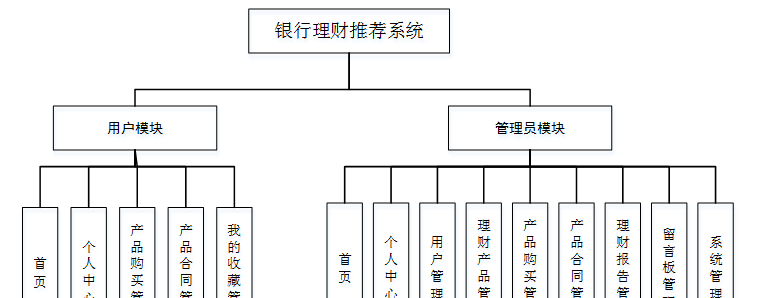 银行理财推荐系统
用户模块
管理员模块
首页
个人中心
产品购买管
产品合同管
我的收藏管
首页
个人中心
用户管理
理财产品管
产品购买管
产品合同管
理财报告管
留言板管理
系统管理